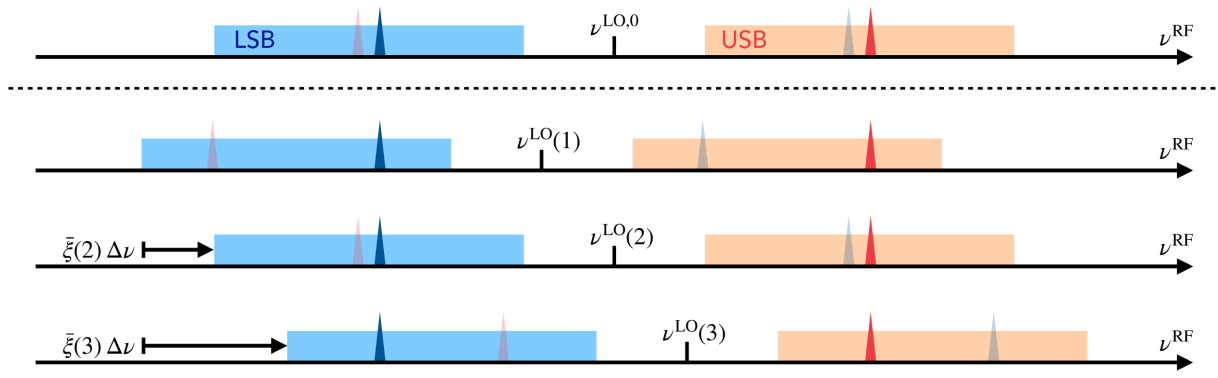 ν^LO,0
LSB USB ν^RF
ν^LO(1)
ν^RF
ν^LO(2)
ξ̄(2) Δν ν^RF
ν^LO(3)
ξ̄(3) Δν ν^RF